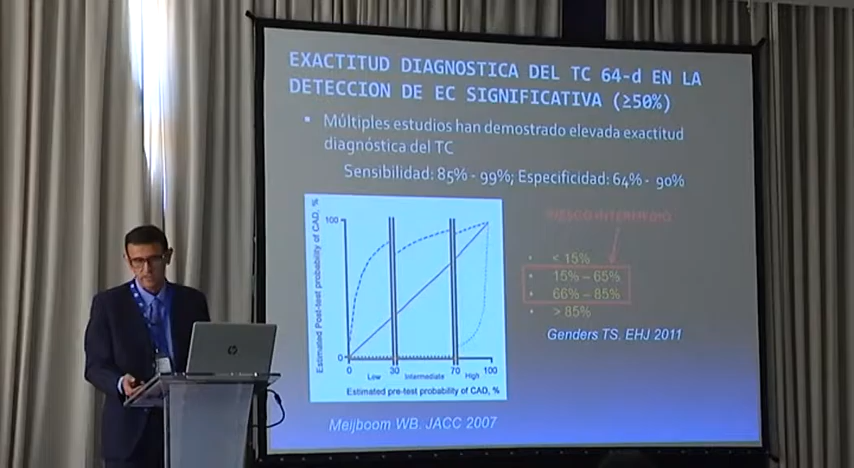 EXACTITUD DIAGNOSTICA DEL TC 64-d EN LA
DETECCION DE EC SIGNIFICATIVA (≥50%)
▪ Múltiples estudios han demostrado elevada exactitud
diagnóstica del TC
Sensibilidad: 85% - 99%; Especificidad: 64% - 90%
Estimated Post-test probability of CAD, %
100
0
0 30 70 100
Low Intermediate High
Estimated pre-test probability of CAD, %
Meijboom WB. JACC 2007
RIESGO INTERMEDIO
• < 15%
• 15% – 65%
• 66% – 85%
• > 85%
Genders TS. EHJ 2011
hp